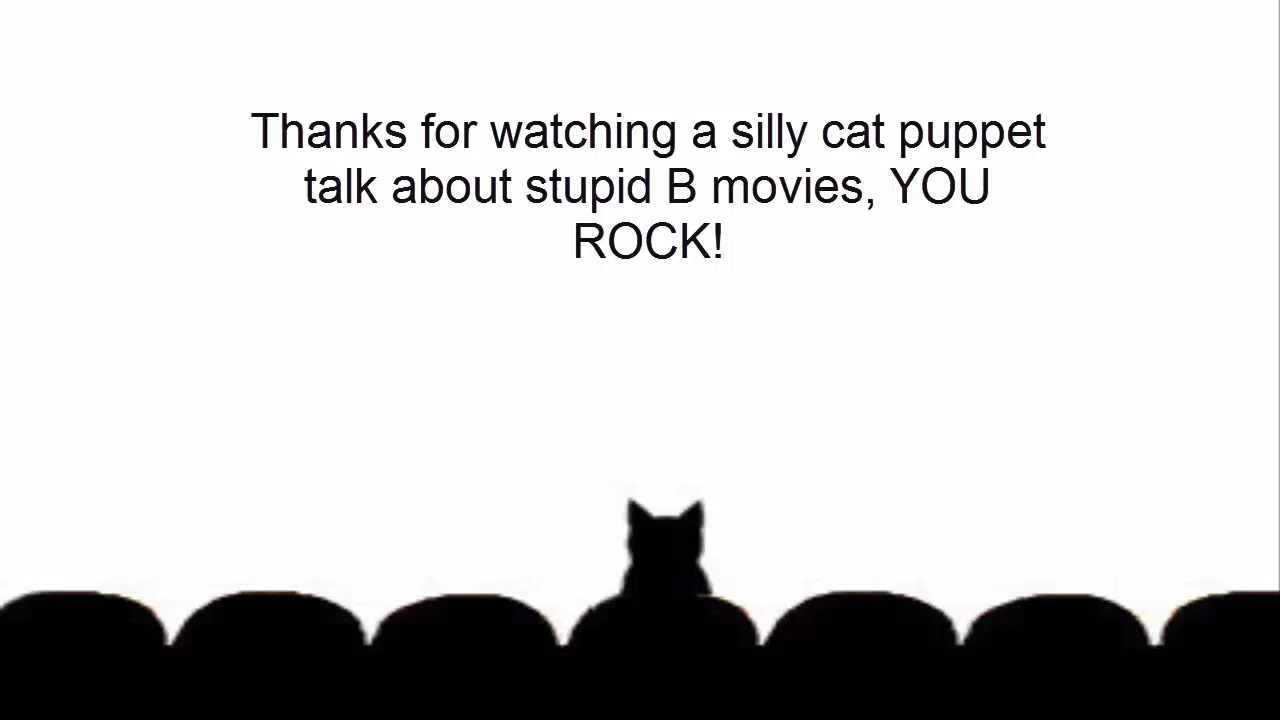 Thanks for watching a silly cat puppet
talk about stupid B movies, YOU
ROCK!